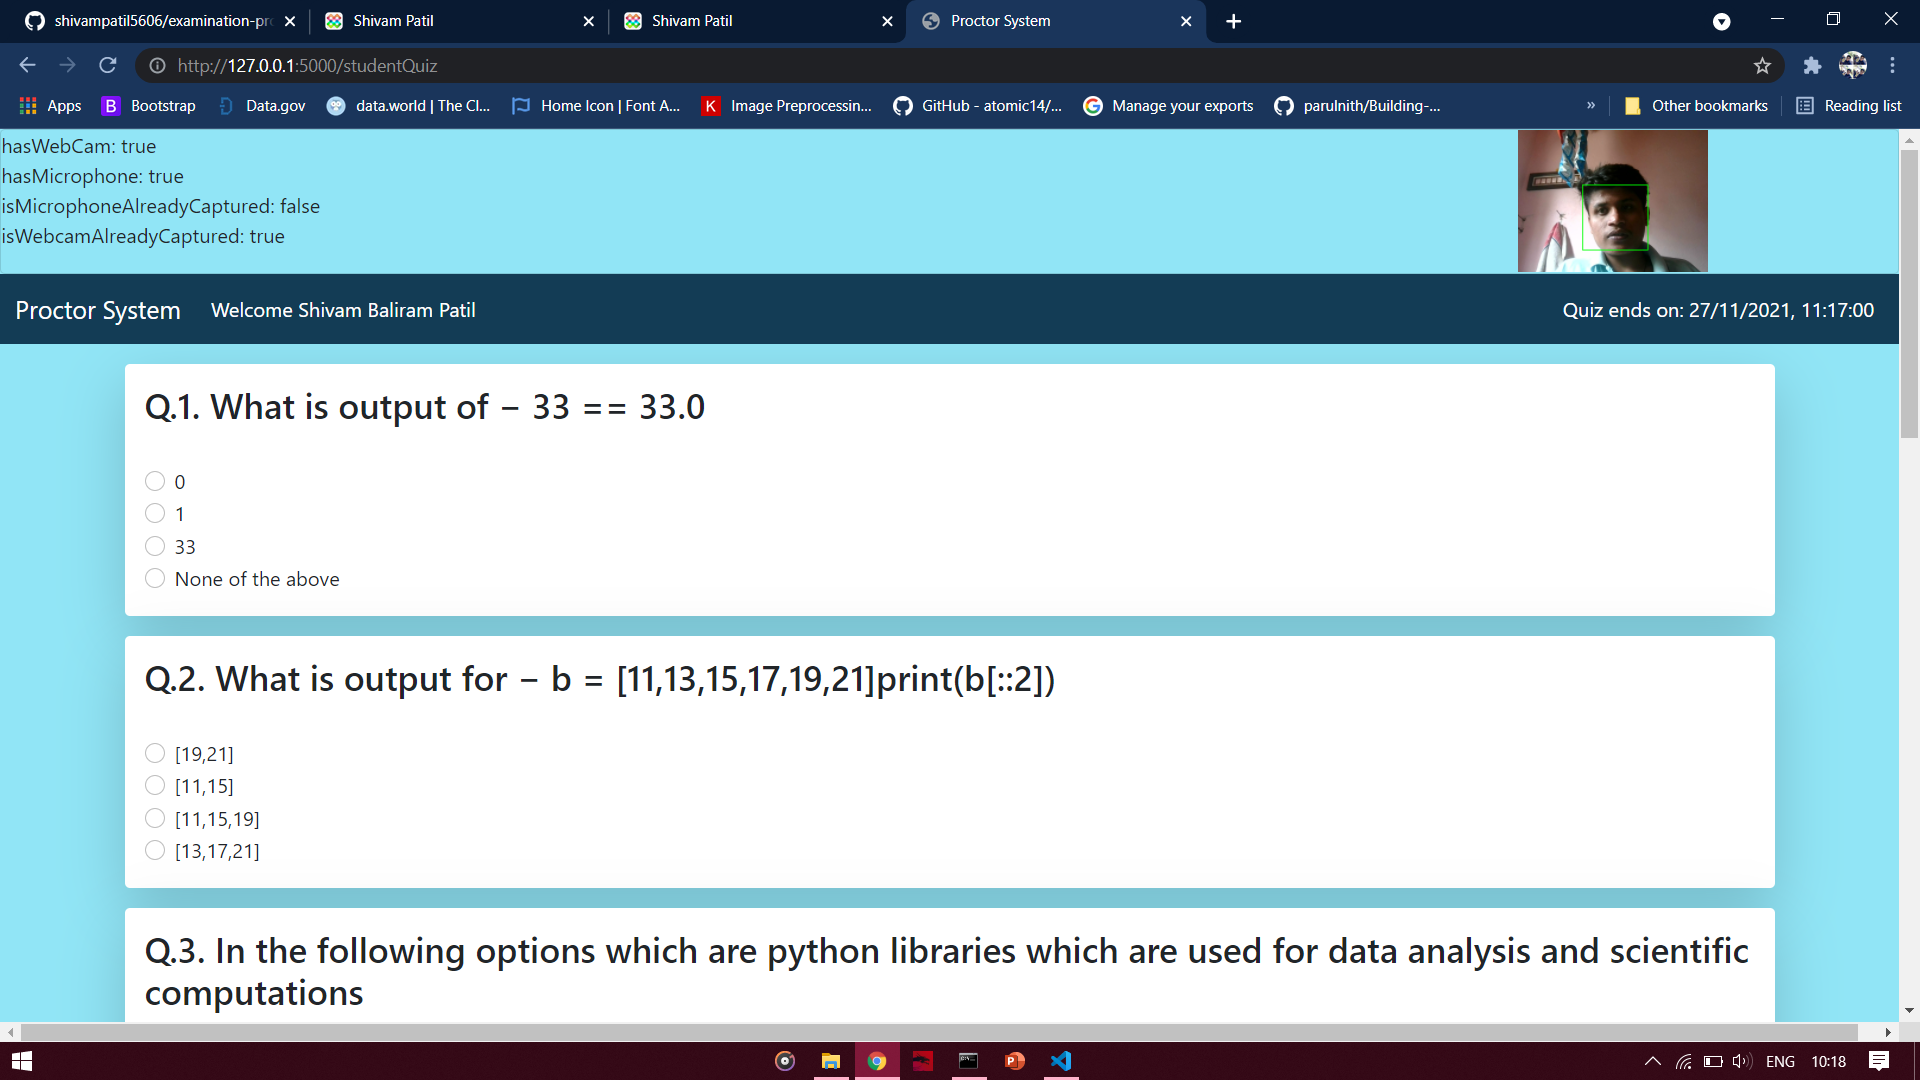 shivampatil5606/examination-pro
Shivam Patil
Shivam Patil
Proctor System
http://127.0.0.1:5000/studentQuiz
Apps
Bootstrap
Data.gov
data.world | The Cl...
Home Icon | Font A...
Image Preprocessin...
GitHub - atomic14/...
Manage your exports
parulnith/Building-...
»
Other bookmarks
Reading list
hasWebCam: true
hasMicrophone: true
isMicrophoneAlreadyCaptured: false
isWebcamAlreadyCaptured: true
Proctor System
Welcome Shivam Baliram Patil
Quiz ends on: 27/11/2021, 11:17:00
Q.1. What is output of − 33 == 33.0
0
1
33
None of the above
Q.2. What is output for − b = [11,13,15,17,19,21]print(b[::2])
[19,21]
[11,15]
[11,15,19]
[13,17,21]
Q.3. In the following options which are python libraries which are used for data analysis and scientific
computations
ENG
10:18